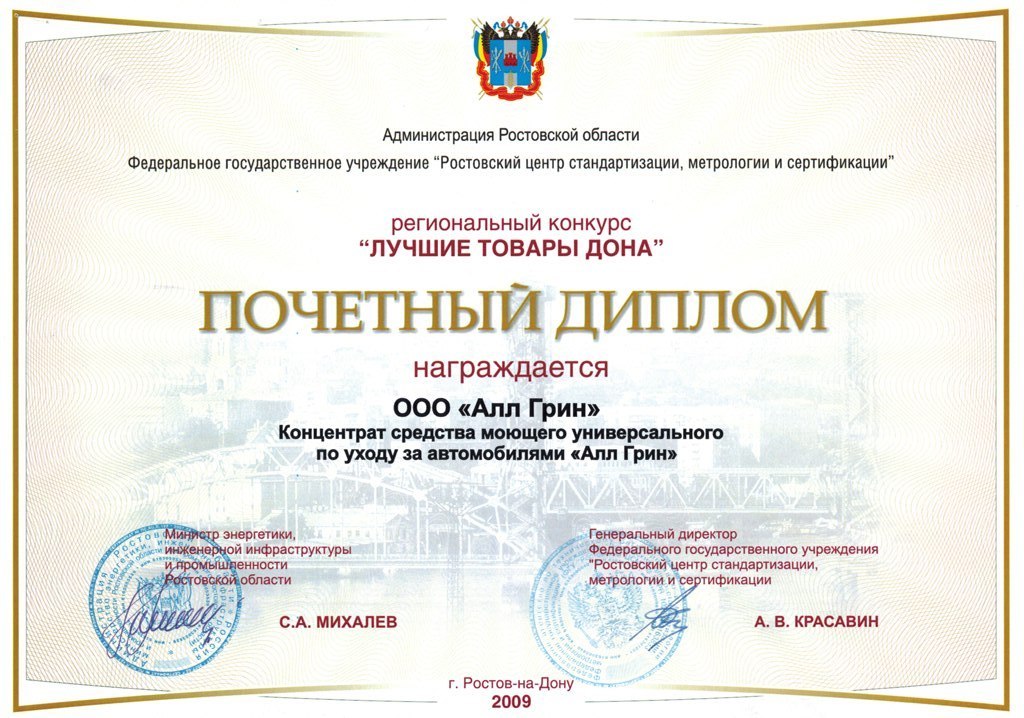 Администрация Ростовской области
Федеральное государственное учреждение “Ростовский центр стандартизации, метрологии и сертификации”
региональный конкурс
“ЛУЧШИЕ ТОВАРЫ ДОНА”
ПОЧЕТНЫЙ ДИПЛОМ
награждается
ООО «Алл Грин»
Концентрат средства моющего универсального
по уходу за автомобилями «Алл Грин»
Министр энергетики,
инженерной инфраструктуры
и промышленности
Ростовской области
С.А. МИХАЛЕВ
Генеральный директор
Федерального государственного учреждения
"Ростовский центр стандартизации,
метрологии и сертификации
А. В. КРАСАВИН
г. Ростов-на-Дону
2009